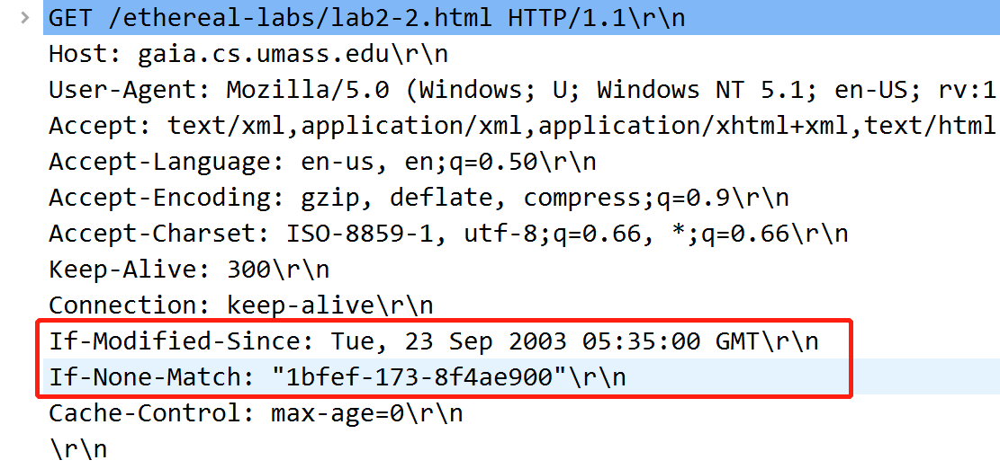 GET /ethereal-labs/lab2-2.html HTTP/1.1\r\n
Host: gaia.cs.umass.edu\r\n
User-Agent: Mozilla/5.0 (Windows; U; Windows NT 5.1; en-US; rv:1
Accept: text/xml,application/xml,application/xhtml+xml,text/html
Accept-Language: en-us, en;q=0.50\r\n
Accept-Encoding: gzip, deflate, compress;q=0.9\r\n
Accept-Charset: ISO-8859-1, utf-8;q=0.66, *;q=0.66\r\n
Keep-Alive: 300\r\n
Connection: keep-alive\r\n
If-Modified-Since: Tue, 23 Sep 2003 05:35:00 GMT\r\n
If-None-Match: "1bfef-173-8f4ae900"\r\n
Cache-Control: max-age=0\r\n
\r\n